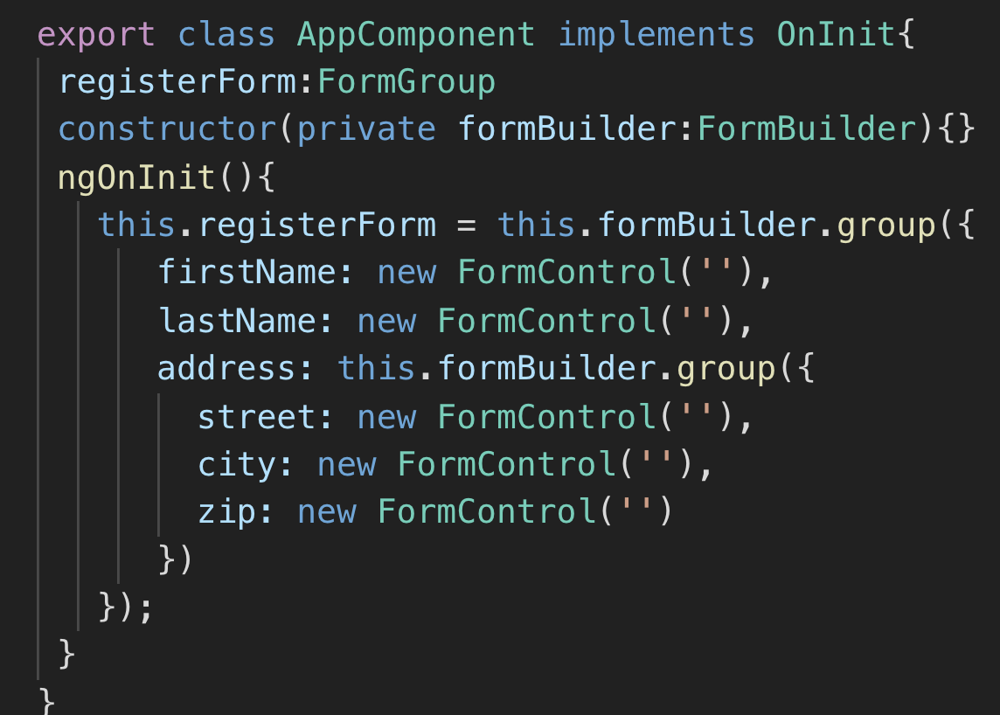 export class AppComponent implements OnInit{
registerForm:FormGroup
constructor(private formBuilder:FormBuilder){}
ngOnInit(){
this.registerForm = this.formBuilder.group({
firstName: new FormControl(''),
lastName: new FormControl(''),
address: this.formBuilder.group({
street: new FormControl(''),
city: new FormControl(''),
zip: new FormControl('')
})
});
}
}